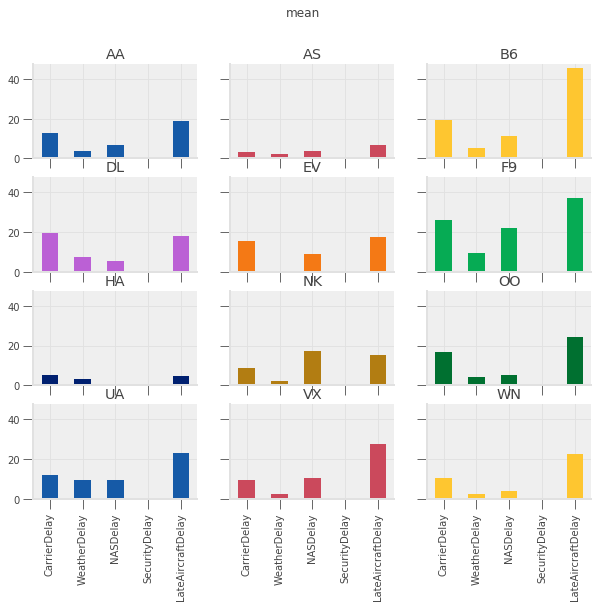 mean
AA AS B6
40
20
0
DL EV F9
40
20
0
HA NK OO
40
20
0
UA VX WN
40
20
0
CarrierDelay WeatherDelay NASDelay SecurityDelay LateAircraftDelay CarrierDelay WeatherDelay NASDelay SecurityDelay LateAircraftDelay CarrierDelay WeatherDelay NASDelay SecurityDelay LateAircraftDelay